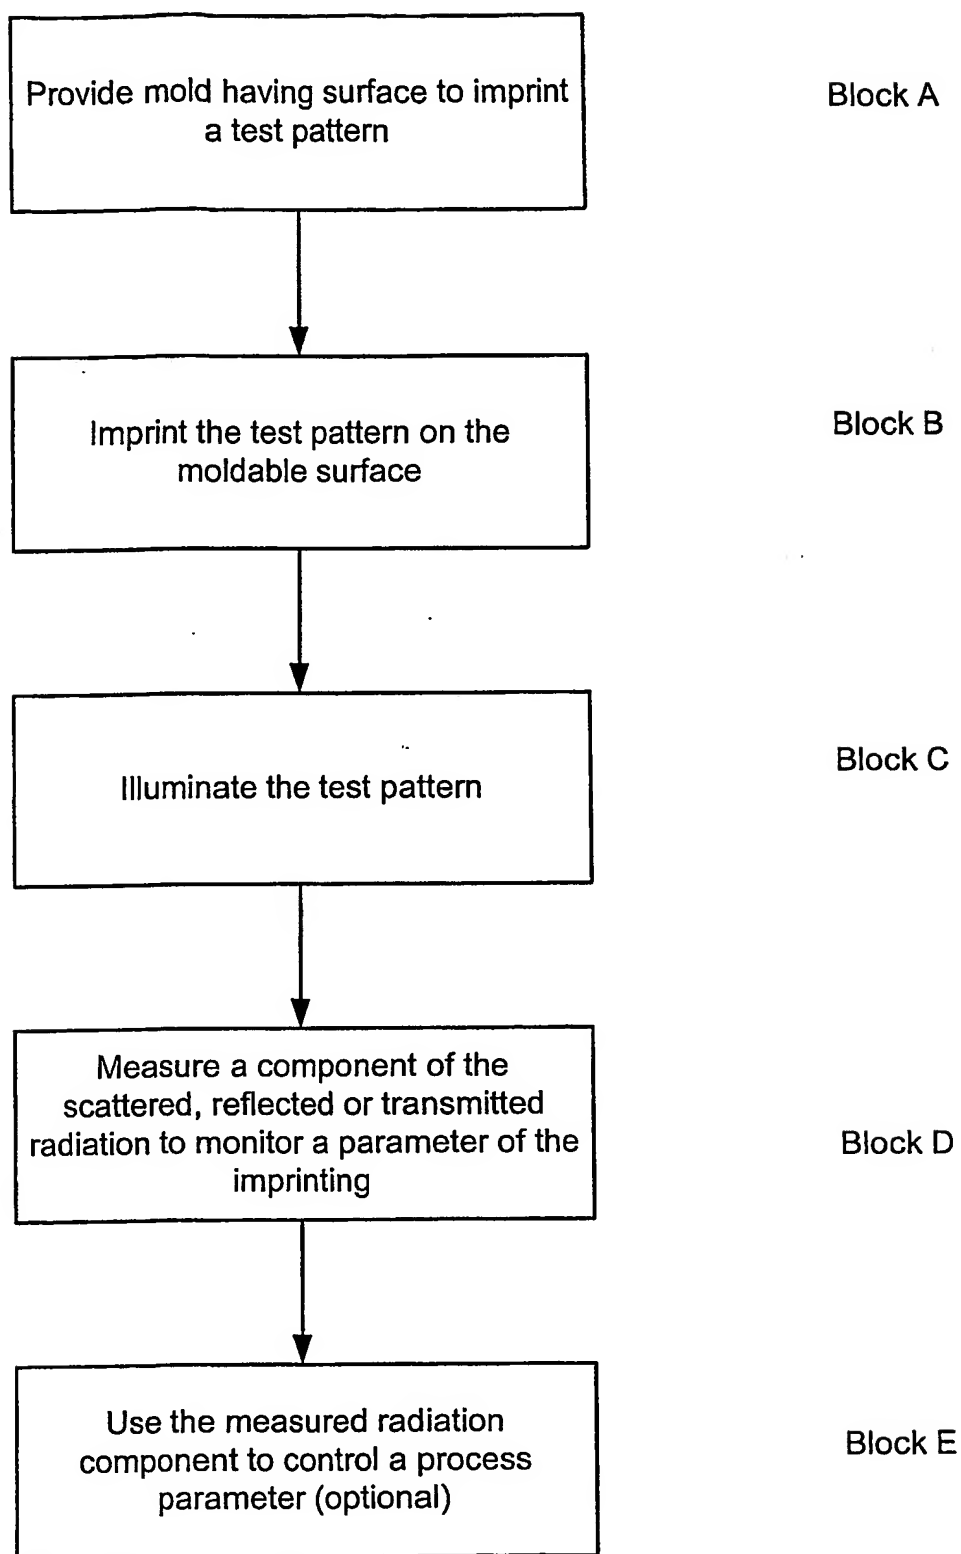 Provide mold having surface to imprint
a test pattern
Block A
Imprint the test pattern on the
moldable surface
Block B
Illuminate the test pattern
Block C
Measure a component of the
scattered, reflected or transmitted
radiation to monitor a parameter of the
imprinting
Block D
Use the measured radiation
component to control a process
parameter (optional)
Block E